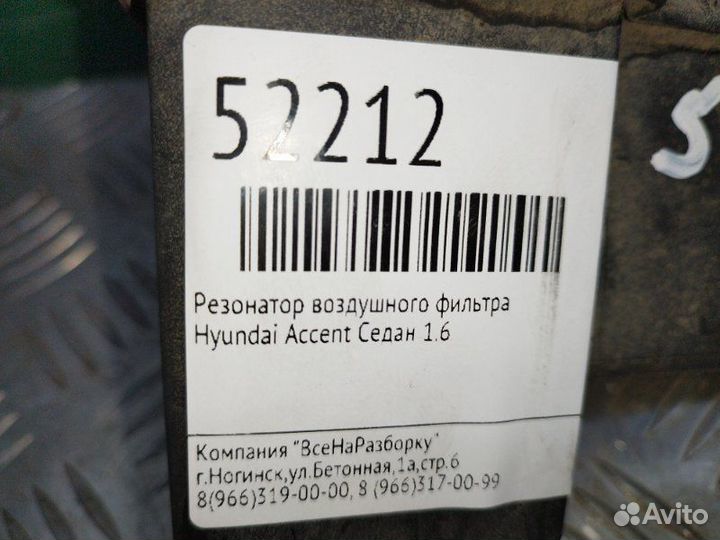 52212
5
Резонатор воздушного фильтра
Hyundai Accent Седан 1.6
Компания "ВсеНаРазборку"
г.Ногинск,ул.Бетонная,1а,стр.6
8(966)319-00-00, 8 (966)317-00-99
Avito